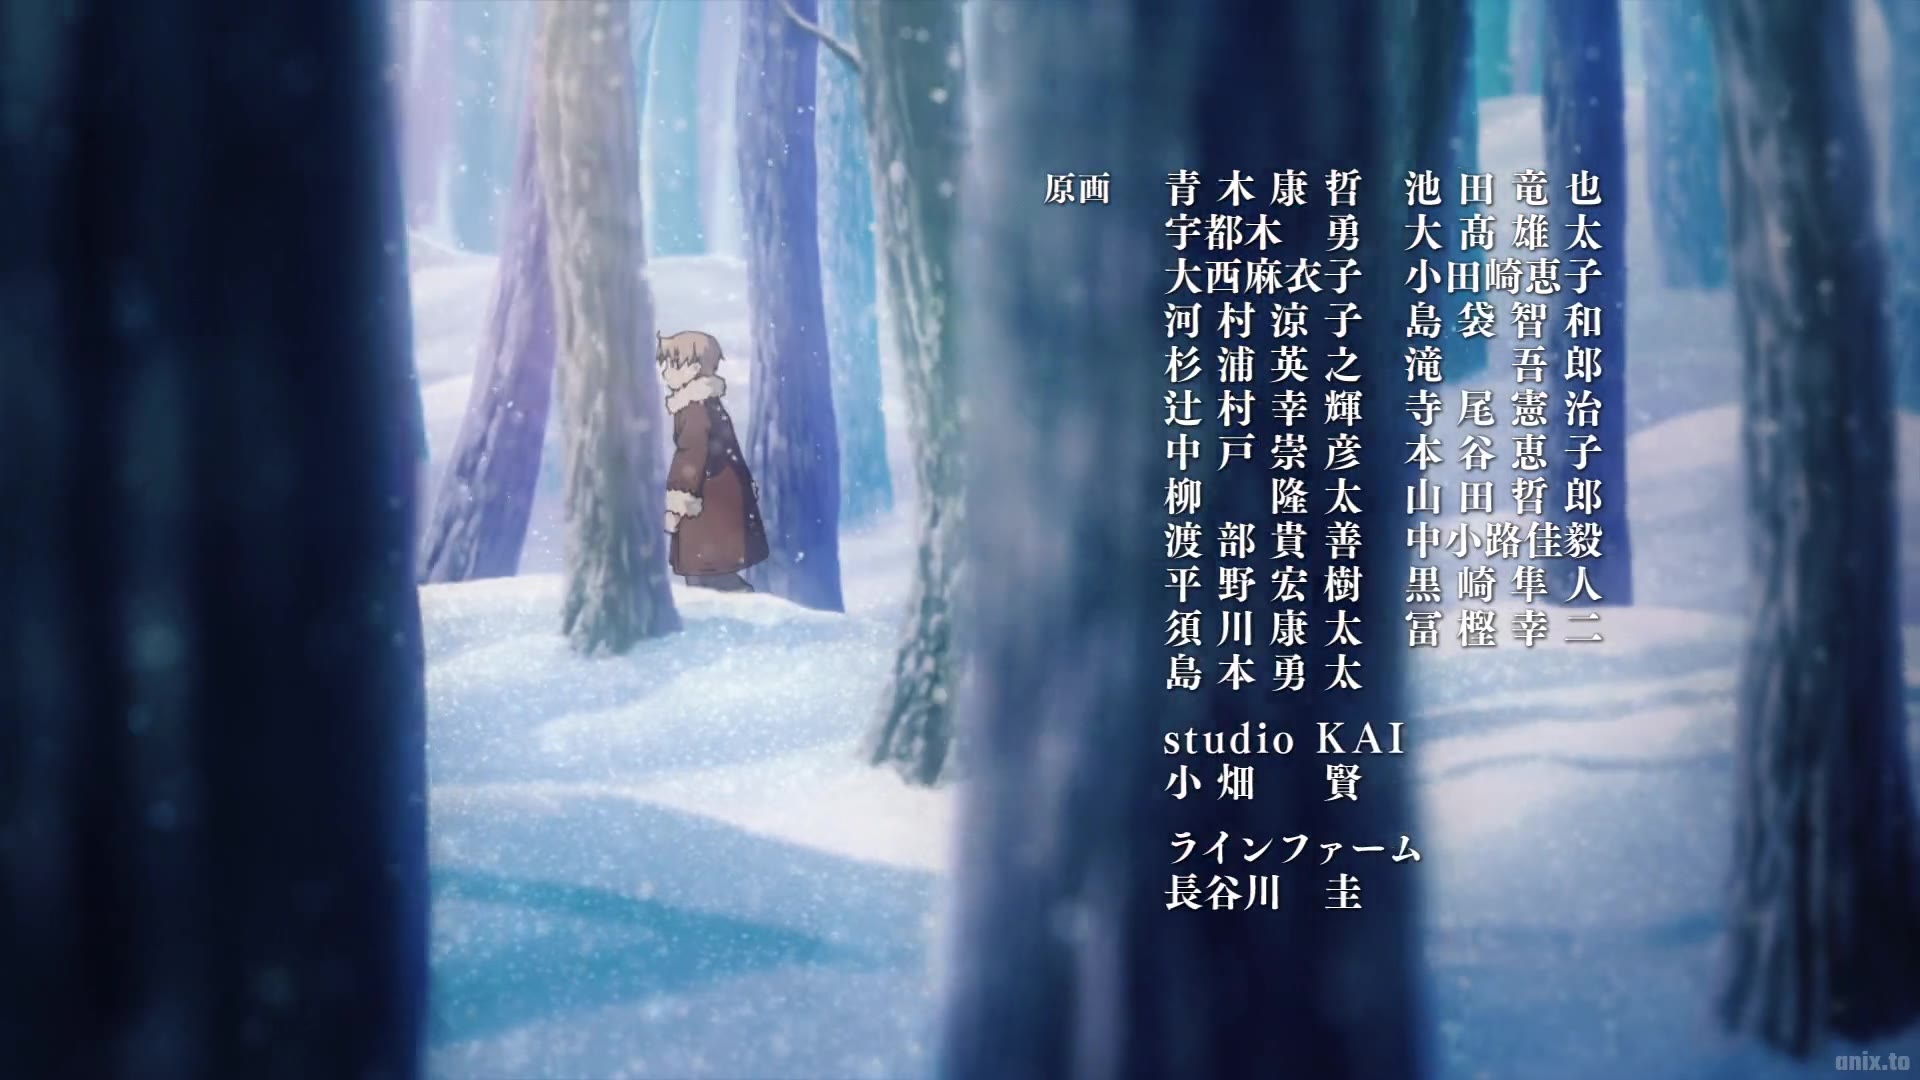 原画 青木康哲 池田竜也
宇都木 勇 大髙雄太
大西麻衣子 小田崎恵子
河村涼子 島袋智和
杉浦英之 滝 吾郎
辻村幸輝 寺尾憲治
中戸崇彦 本谷恵子
柳 隆太 山田哲郎
渡部貴善 中小路佳毅
平野宏樹 黒崎隼人
須川康太 冨樫幸二
島本勇太
studio KAI
小畑 賢
ラインファーム
長谷川 圭
anix.to